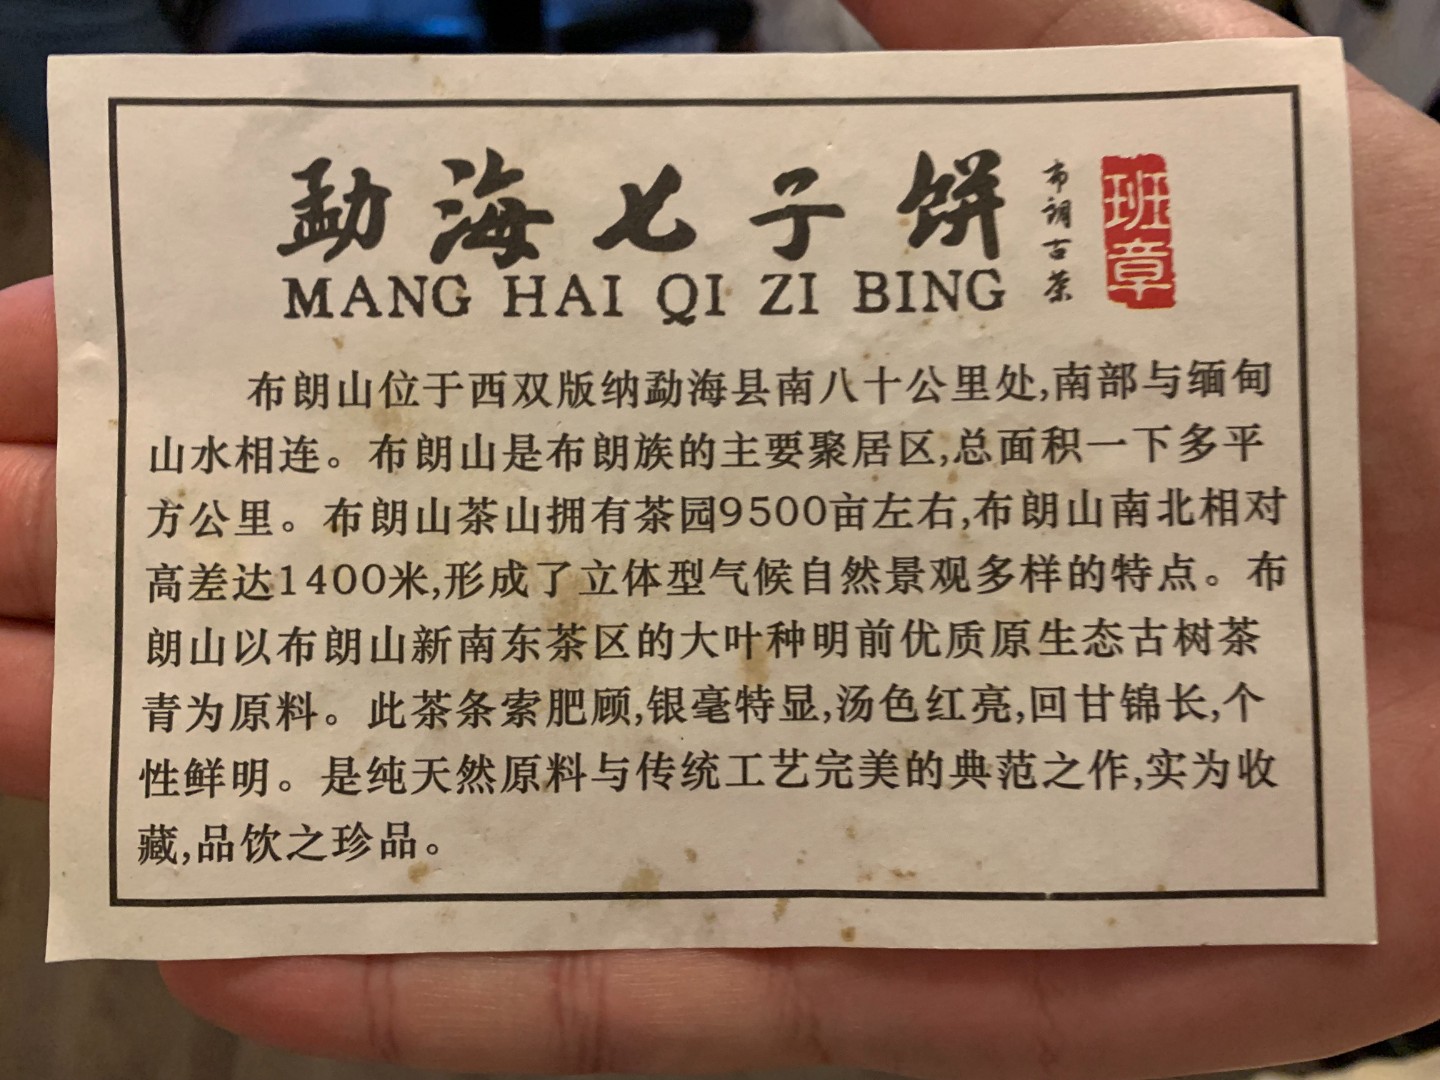 勐海七子饼
MANG HAI QI ZI BING
布朗古茶
班章
布朗山位于西双版纳勐海县南八十公里处,南部与缅甸
山水相连。布朗山是布朗族的主要聚居区,总面积一下多平
方公里。布朗山茶山拥有茶园9500亩左右,布朗山南北相对
高差达1400米,形成了立体型气候自然景观多样的特点。布
朗山以布朗山新南东茶区的大叶种明前优质原生态古树茶
青为原料。此茶条索肥顾,银毫特显,汤色红亮,回甘锦长,个
性鲜明。是纯天然原料与传统工艺完美的典范之作,实为收
藏,品饮之珍品。